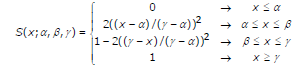 S(x;α,β,γ) =
0 → x ≤ α
2((x − α)/(γ − α))² → α ≤ x ≤ β
1 − 2((γ − x)/(γ − α))² → β ≤ x ≤ γ
1 → x ≥ γ